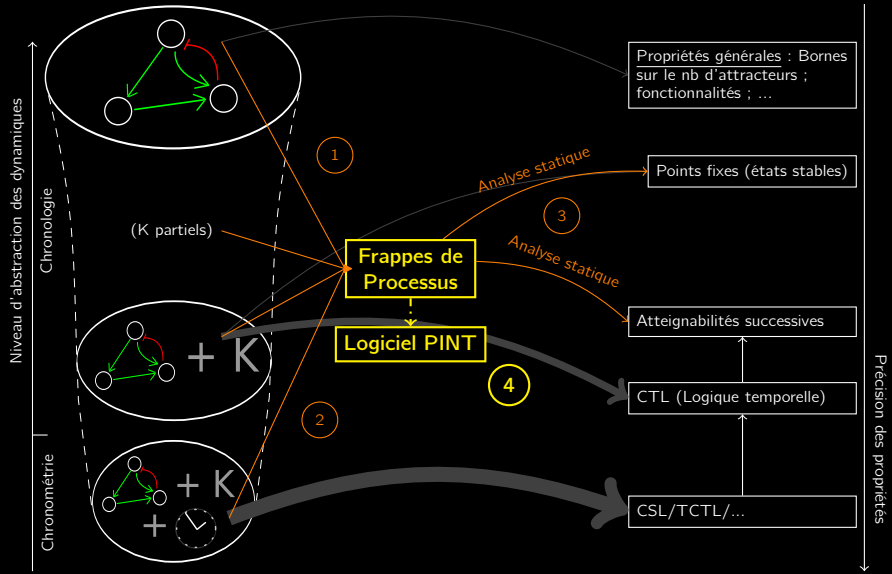 Niveau d'abstraction des dynamiques
Chronologie
Chronométrie
(K partiels)
+ K
+ K
+
1
2
3
4
Frappes de
Processus
Logiciel PINT
Analyse statique
Analyse statique
Propriétés générales : Bornes
sur le nb d'attracteurs ;
fonctionnalités ; ...
Points fixes (états stables)
Atteignabilités successives
CTL (Logique temporelle)
CSL/TCTL/...
Précision des propriétés